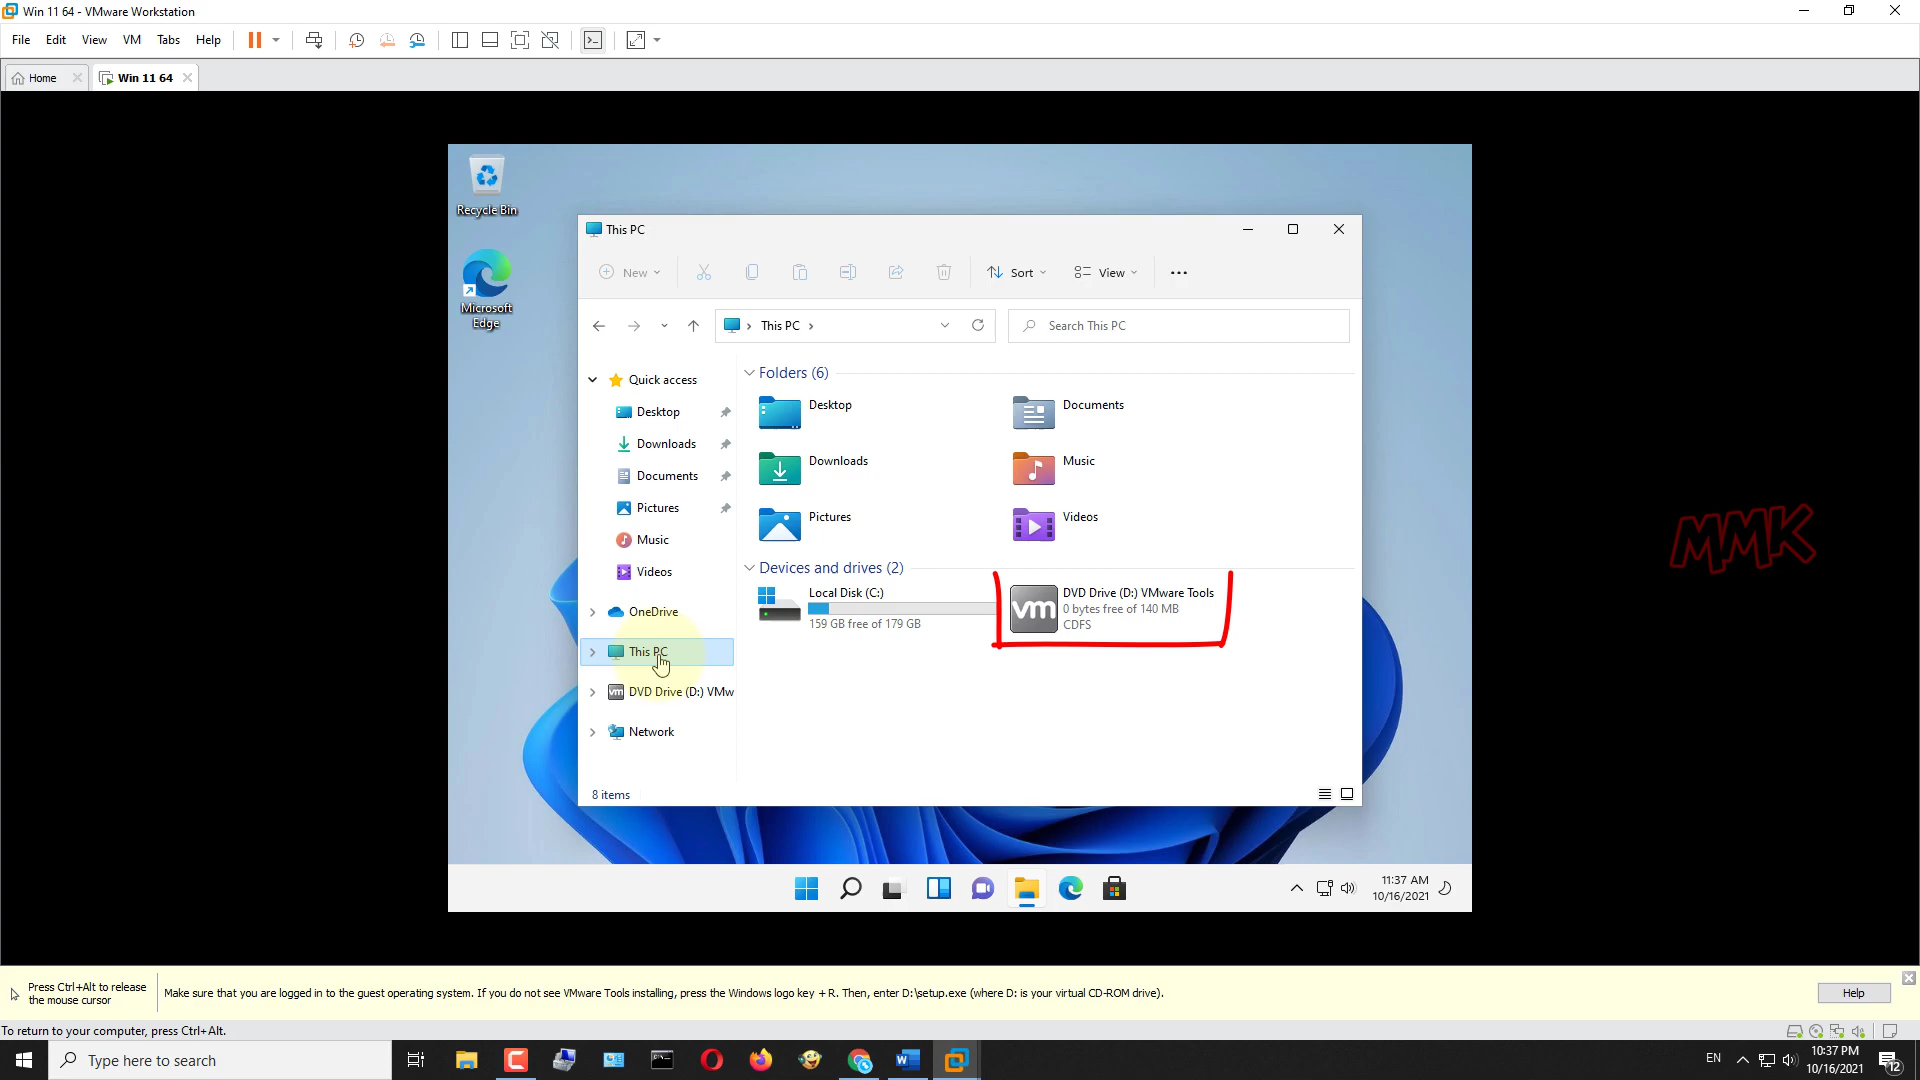 Win 11 64 - VMware Workstation
File Edit View VM Tabs Help
Home Win 11 64
Recycle Bin
Microsoft
Edge
This PC
New Sort View
This PC
Search This PC
Quick access
Desktop
Downloads
Documents
Pictures
Music
Videos
OneDrive
This PC
DVD Drive (D:) VMw
Network
Folders (6)
Desktop
Documents
Downloads
Music
Pictures
Videos
Devices and drives (2)
Local Disk (C:)
159 GB free of 179 GB
vm
DVD Drive (D:) VMware Tools
0 bytes free of 140 MB
CDFS
8 items
MMK
11:37 AM
10/16/2021
Press Ctrl+Alt to release
the mouse cursor
Make sure that you are logged in to the guest operating system. If you do not see VMware Tools installing, press the Windows logo key + R. Then, enter D:\setup.exe (where D: is your virtual CD-ROM drive).
Help
To return to your computer, press Ctrl+Alt.
Type here to search
EN
10:37 PM
10/16/2021
12